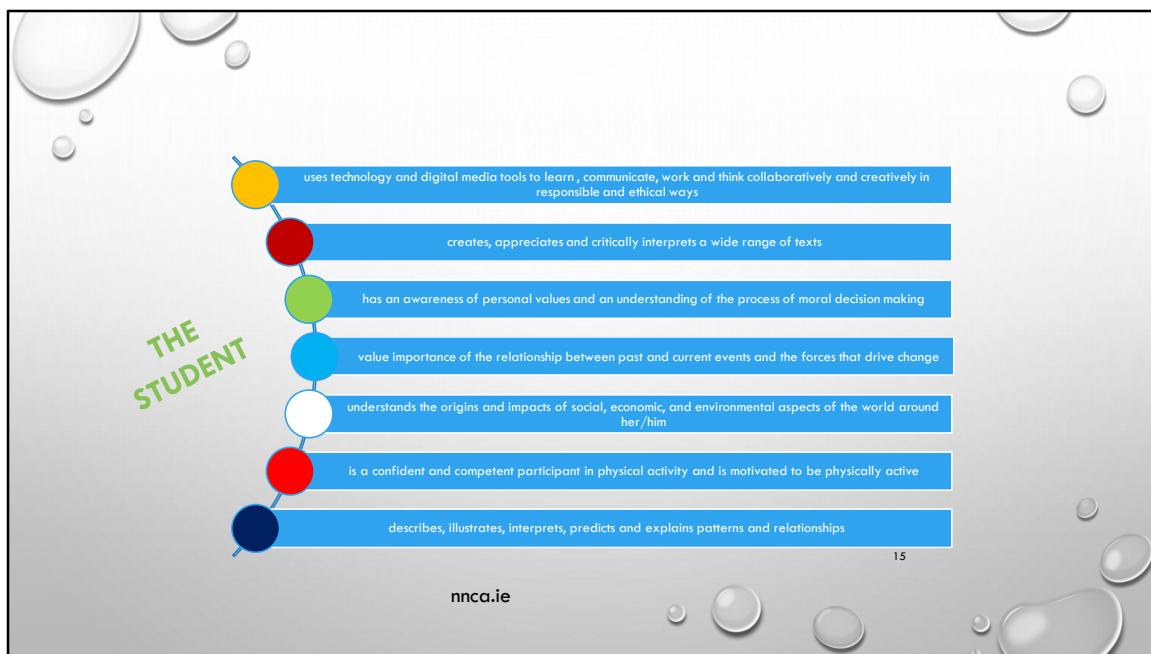 THE
STUDENT
uses technology and digital media tools to learn , communicate, work and think collaboratively and creatively in
responsible and ethical ways
creates, appreciates and critically interprets a wide range of texts
has an awareness of personal values and an understanding of the process of moral decision making
value importance of the relationship between past and current events and the forces that drive change
understands the origins and impacts of social, economic, and environmental aspects of the world around
her/him
is a confident and competent participant in physical activity and is motivated to be physically active
describes, illustrates, interprets, predicts and explains patterns and relationships
15
nnca.ie